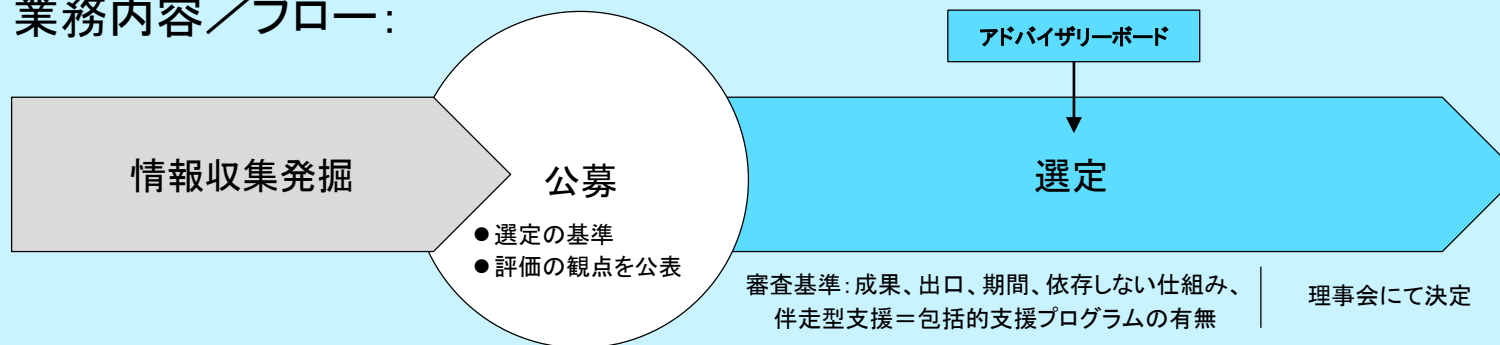 業務内容／フロー：
アドバイザリーボード
情報収集発掘
公募
●選定の基準
●評価の観点を公表
選定
審査基準：成果、出口、期間、依存しない仕組み、
伴走型支援＝包括的支援プログラムの有無
理事会にて決定